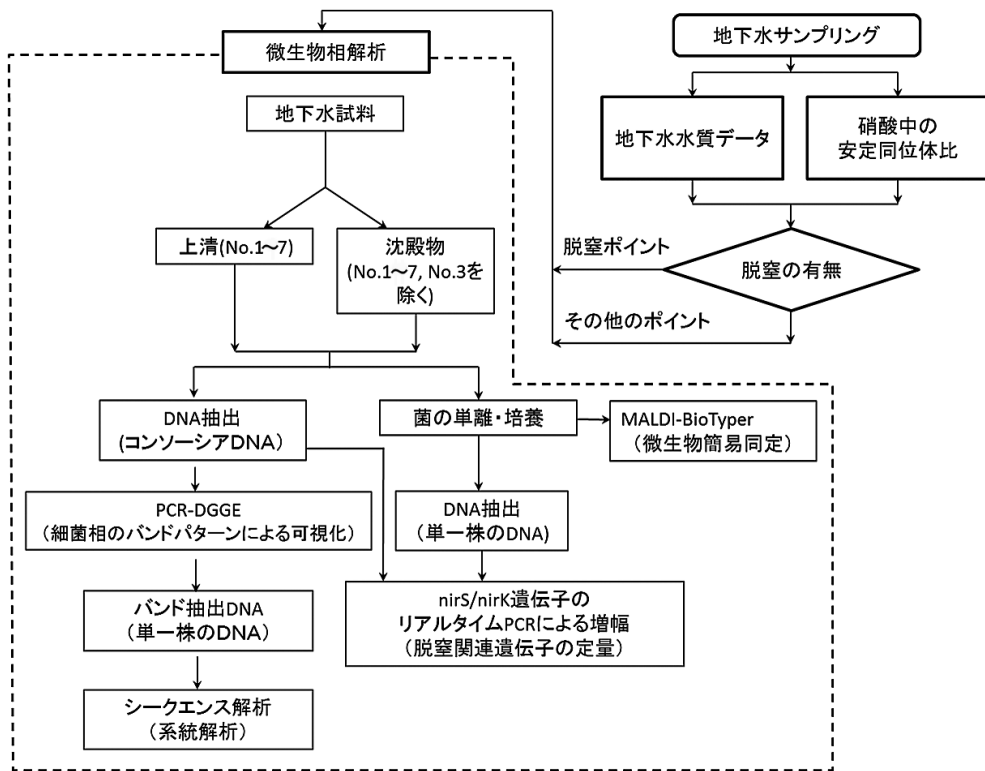 地下水サンプリング
地下水水質データ
硝酸中の
安定同位体比
脱窒の有無
脱窒ポイント
その他のポイント
微生物相解析
地下水試料
上清(No.1～7)
沈殿物
(No.1～7, No.3を
除く)
DNA抽出
(コンソーシアDNA）
菌の単離・培養
MALDI-BioTyper
（微生物簡易同定）
PCR-DGGE
（細菌相のバンドパターンによる可視化）
DNA抽出
（単一株のDNA)
バンド抽出DNA
（単一株のDNA）
nirS/nirK遺伝子の
リアルタイムPCRによる増幅
（脱窒関連遺伝子の定量）
シークエンス解析
（系統解析）